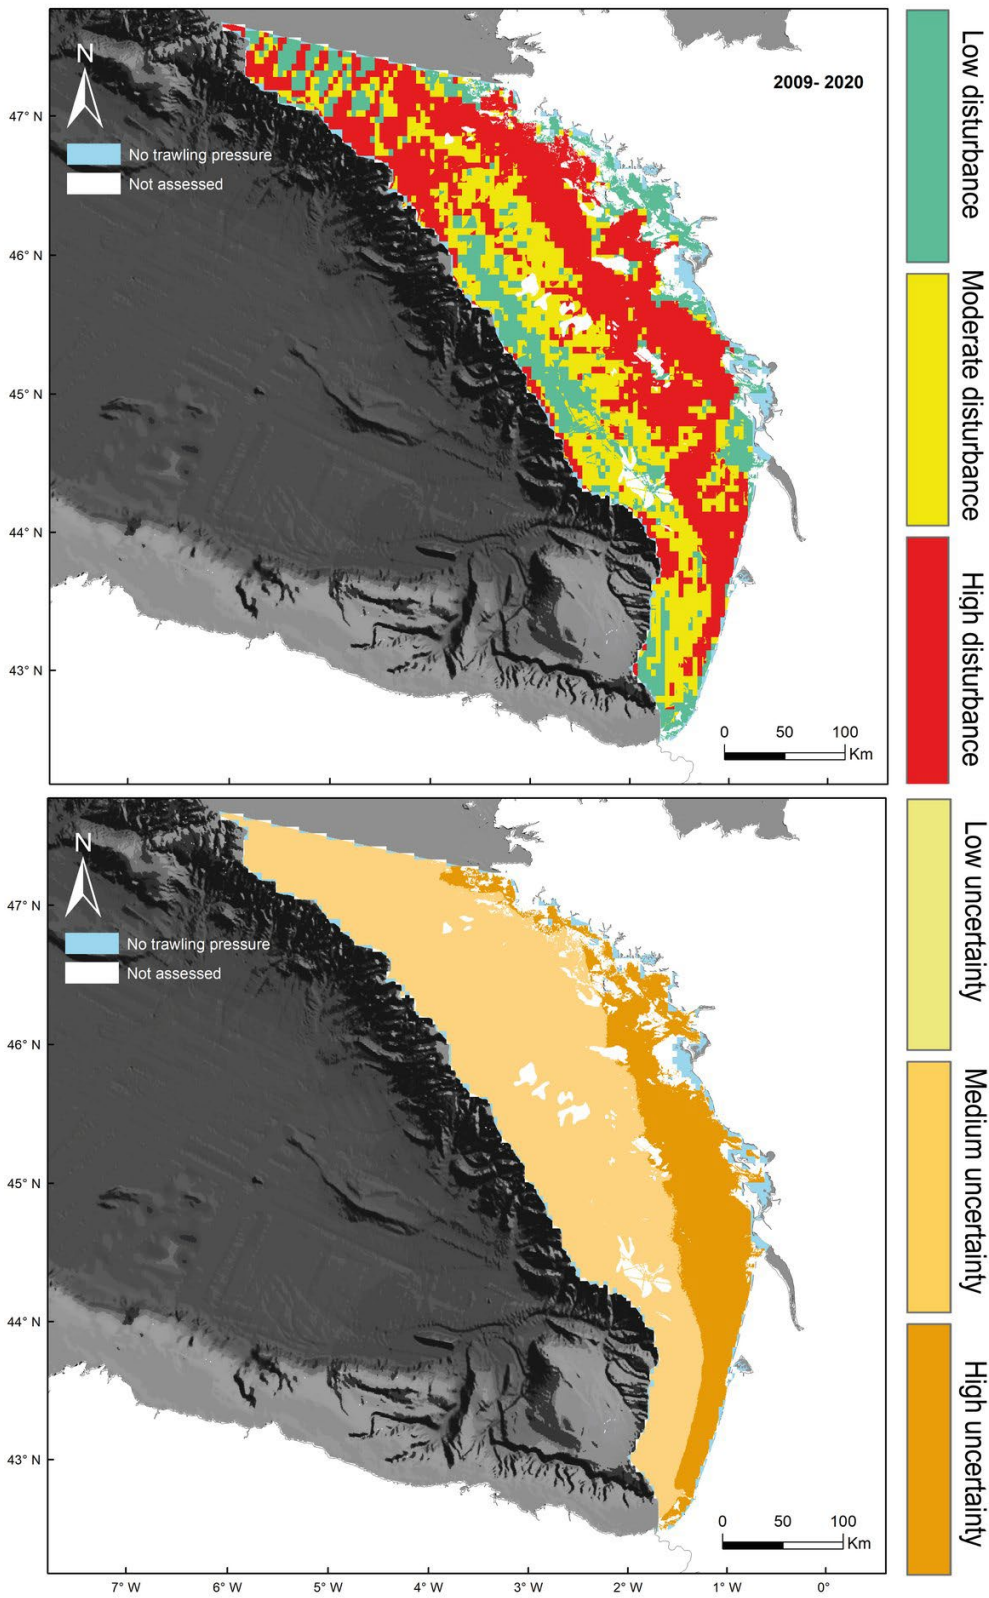 2009- 2020
N
No trawling pressure
Not assessed
47° N
46° N
45° N
44° N
43° N
0 50 100
Km
Low disturbance
Moderate disturbance
High disturbance
N
No trawling pressure
Not assessed
47° N
46° N
45° N
44° N
43° N
0 50 100
Km
7° W 6° W 5° W 4° W 3° W 2° W 1° W 0°
Low uncertainty
Medium uncertainty
High uncertainty